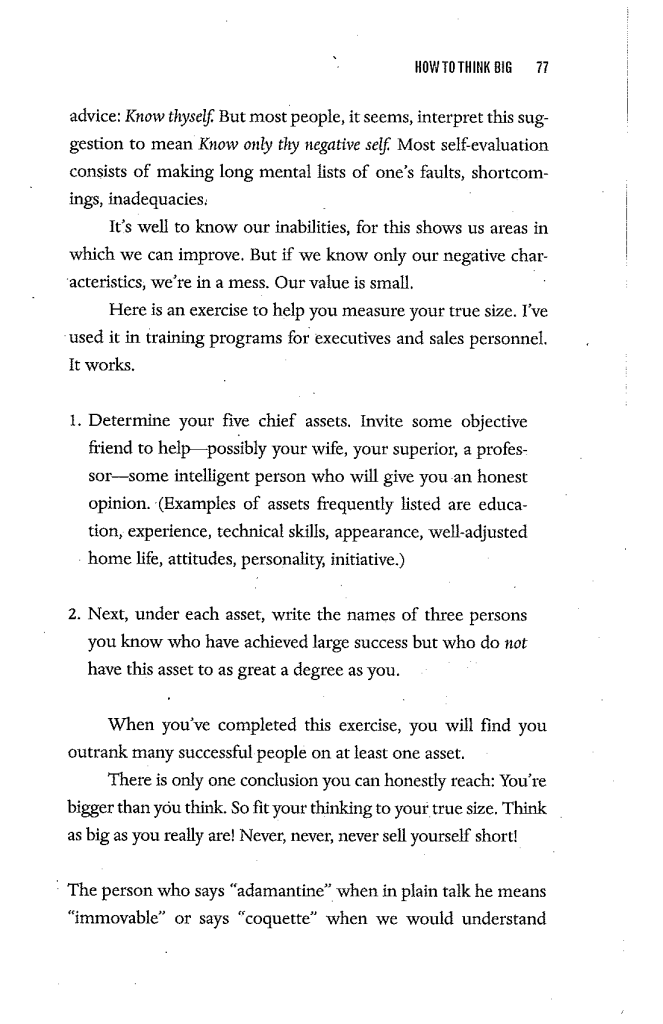 HOW TO THINK BIG 77
advice: Know thyself. But most people, it seems, interpret this sug-
gestion to mean Know only thy negative self. Most self-evaluation
consists of making long mental lists of one's faults, shortcom-
ings, inadequacies.
It's well to know our inabilities, for this shows us areas in
which we can improve. But if we know only our negative char-
acteristics, we're in a mess. Our value is small.
Here is an exercise to help you measure your true size. I've
used it in training programs for executives and sales personnel.
It works.
1. Determine your five chief assets. Invite some objective
friend to help—possibly your wife, your superior, a profes-
sor—some intelligent person who will give you an honest
opinion. (Examples of assets frequently listed are educa-
tion, experience, technical skills, appearance, well-adjusted
home life, attitudes, personality, initiative.)
2. Next, under each asset, write the names of three persons
you know who have achieved large success but who do not
have this asset to as great a degree as you.
When you've completed this exercise, you will find you
outrank many successful people on at least one asset.
There is only one conclusion you can honestly reach: You're
bigger than you think. So fit your thinking to your true size. Think
as big as you really are! Never, never, never sell yourself short!
The person who says "adamantine" when in plain talk he means
"immovable" or says "coquette" when we would understand